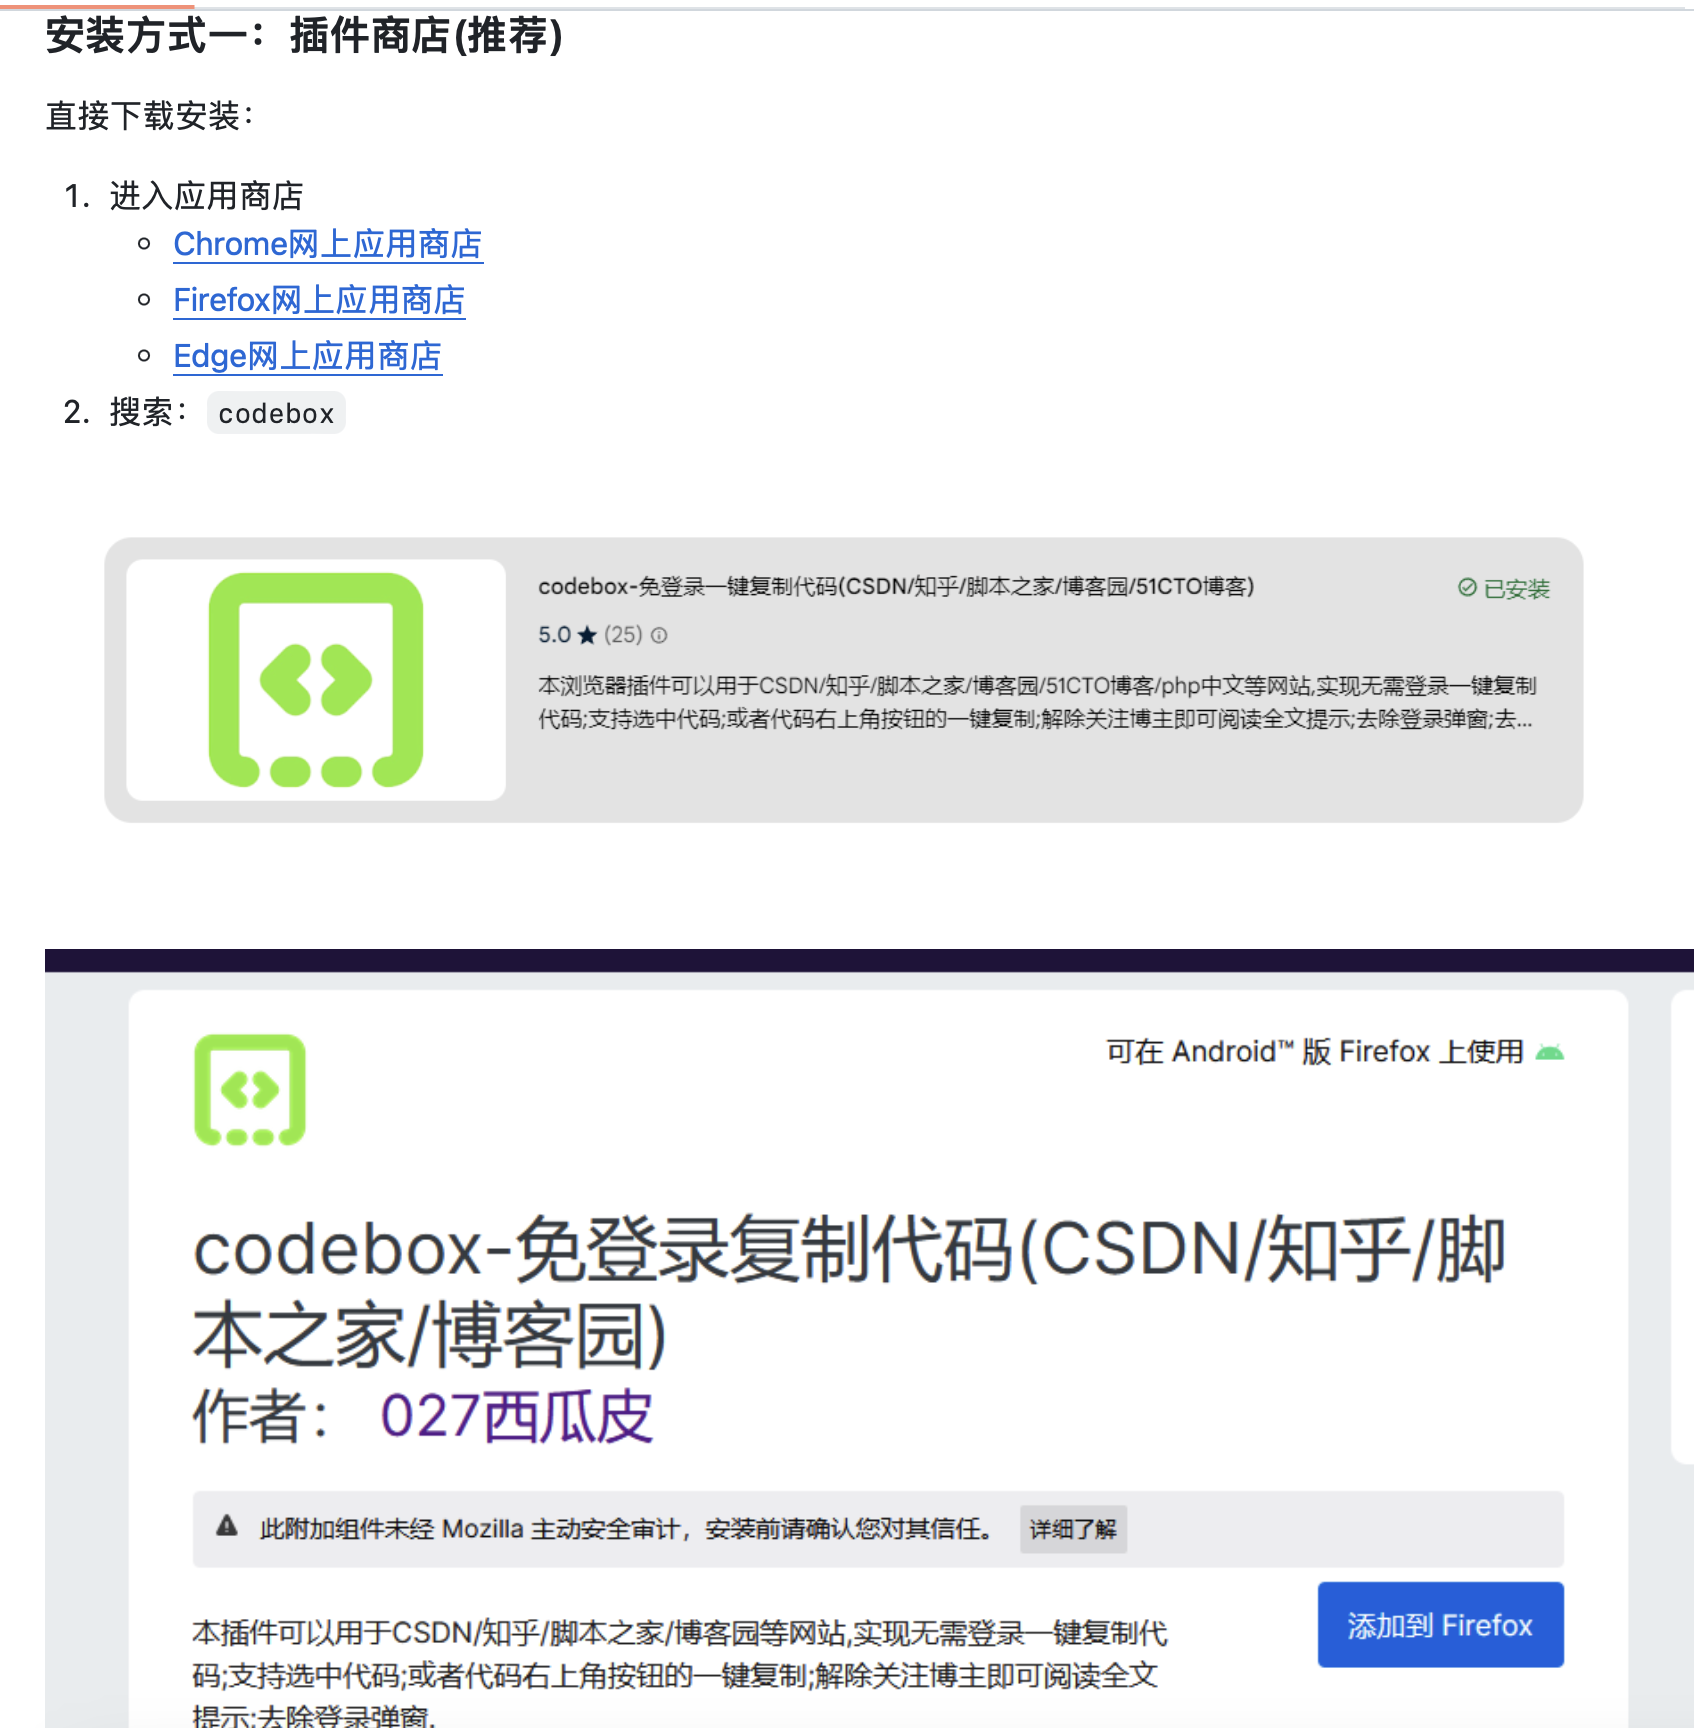 安装方式一：插件商店(推荐)
直接下载安装：
1. 进入应用商店
Chrome网上应用商店
Firefox网上应用商店
Edge网上应用商店
2. 搜索： codebox
codebox-免登录一键复制代码(CSDN/知乎/脚本之家/博客园/51CTO博客)
已安装
5.0 ★ (25)
本浏览器插件可以用于CSDN/知乎/脚本之家/博客园/51CTO博客/php中文等网站,实现无需登录一键复制
代码;支持选中代码;或者代码右上角按钮的一键复制;解除关注博主即可阅读全文提示;去除登录弹窗;去...
可在 Android™ 版 Firefox 上使用
codebox-免登录复制代码(CSDN/知乎/脚
本之家/博客园)
作者： 027西瓜皮
此附加组件未经 Mozilla 主动安全审计，安装前请确认您对其信任。 详细了解
添加到 Firefox
本插件可以用于CSDN/知乎/脚本之家/博客园等网站,实现无需登录一键复制代
码;支持选中代码;或者代码右上角按钮的一键复制;解除关注博主即可阅读全文
提示;去除登录弹窗.